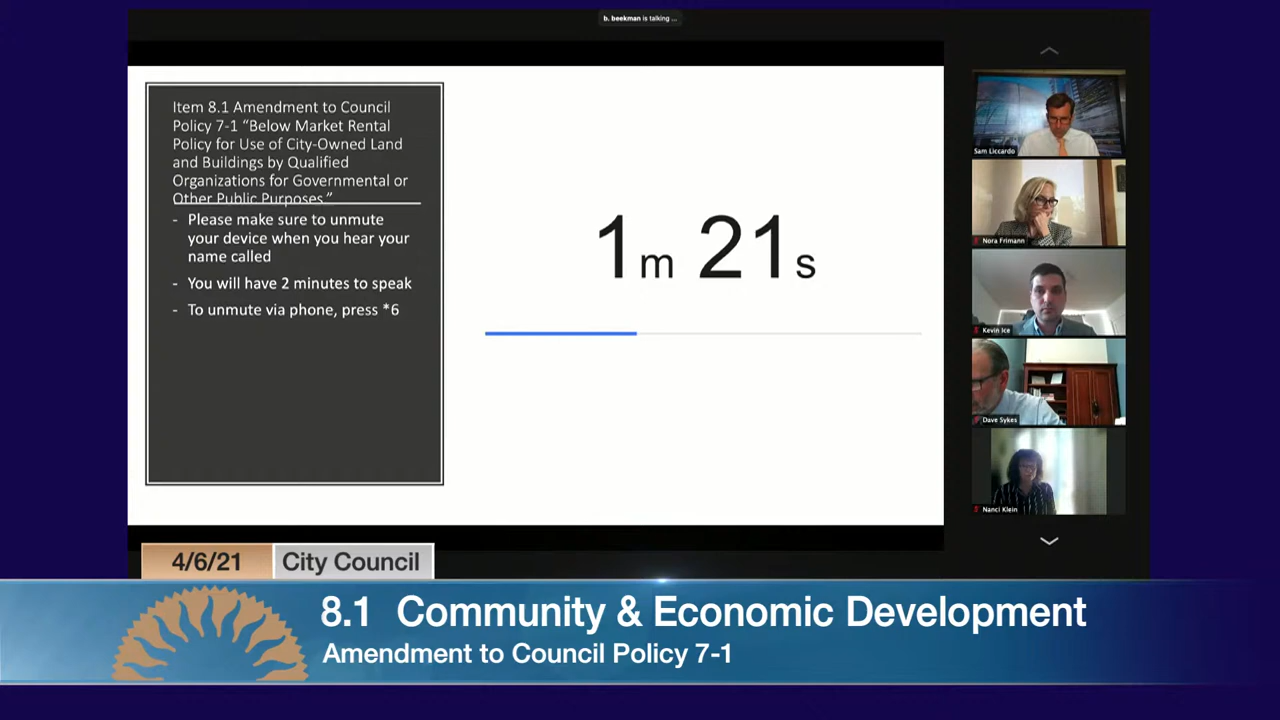 b. beekman is talking ...
Item 8.1 Amendment to Council
Policy 7-1 “Below Market Rental
Policy for Use of City-Owned Land
and Buildings by Qualified
Organizations for Governmental or
Other Public Purposes.”
- Please make sure to unmute
your device when you hear your
name called
- You will have 2 minutes to speak
- To unmute via phone, press *6
1m 21s
Sam Liccardo
Nora Frimann
Kevin Ice
Dave Sykes
Nanci Klein
4/6/21 City Council
8.1 Community & Economic Development
Amendment to Council Policy 7-1